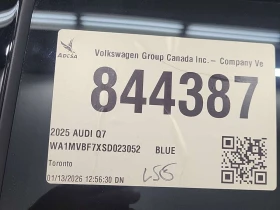 ADESA
Volkswagen Group Canada Inc. – Company Ve
844387
2025 AUDI Q7
WA1MVBF7XSD023052 BLUE
Toronto
01/13/2026 12:56:30 DN